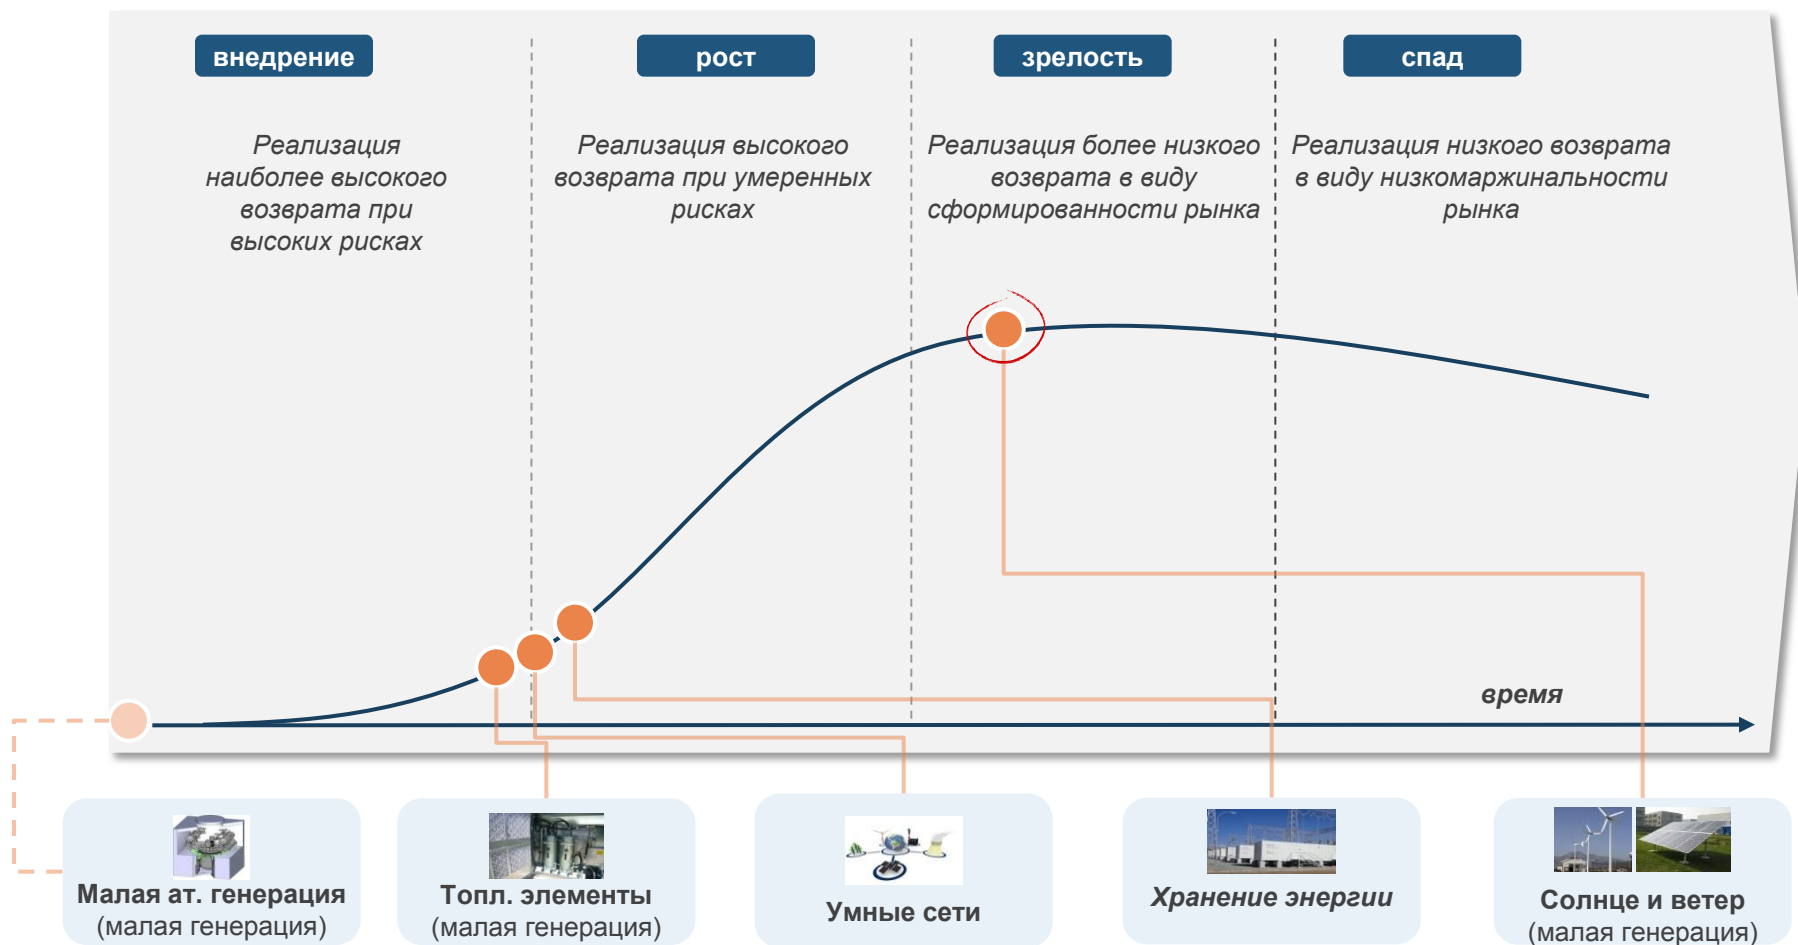 внедрение
рост
зрелость
спад
Реализация
наиболее высокого
возврата при
высоких рисках
Реализация высокого
возврата при умеренных
рисках
Реализация более низкого
возврата в виду
сформированности рынка
Реализация низкого возврата
в виду низкомаржинальности
рынка
время
Малая ат. генерация
(малая генерация)
Топл. элементы
(малая генерация)
Умные сети
Хранение энергии
Солнце и ветер
(малая генерация)